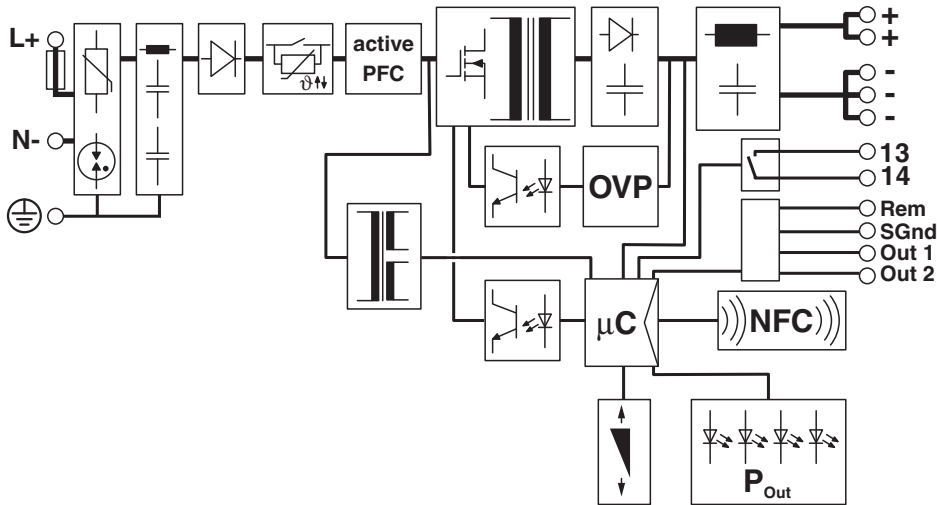 L+
N-
active
PFC
ϑ
+
+
-
-
-
13
14
OVP
Rem
SGnd
Out 1
Out 2
µC
NFC
P Out